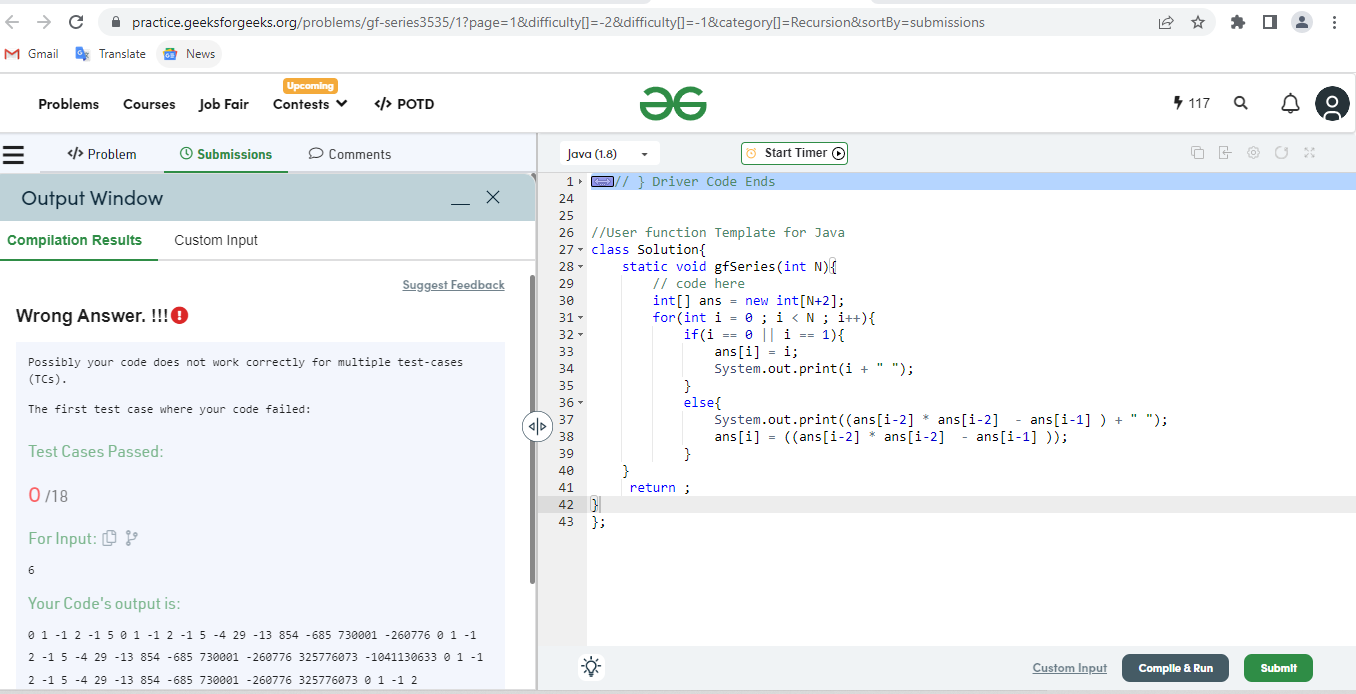 practice.geeksforgeeks.org/problems/gf-series3535/1?page=1&difficulty[]=-2&difficulty[]=-1&category[]=Recursion&sortBy=submissions
Gmail Translate News
Problems Courses Job Fair Upcoming Contests </> POTD 117
</> Problem Submissions Comments
Output Window
Compilation Results Custom Input
Suggest Feedback
Wrong Answer. !!!
Possibly your code does not work correctly for multiple test-cases
(TCs).
The first test case where your code failed:
Test Cases Passed:
0 /18
For Input:
6
Your Code's output is:
0 1 -1 2 -1 5 0 1 -1 2 -1 5 -4 29 -13 854 -685 730001 -260776 0 1 -1
2 -1 5 -4 29 -13 854 -685 730001 -260776 325776073 -1041130633 0 1 -1
2 -1 5 -4 29 -13 854 -685 730001 -260776 325776073 0 1 -1 2
Java (1.8) Start Timer
1 // } Driver Code Ends
24
25
26 //User function Template for Java
27 class Solution{
28 static void gfSeries(int N){
29 // code here
30 int[] ans = new int[N+2];
31 for(int i = 0 ; i < N ; i++){
32 if(i == 0 || i == 1){
33 ans[i] = i;
34 System.out.print(i + " ");
35 }
36 else{
37 System.out.print((ans[i-2] * ans[i-2]  - ans[i-1] ) + " ");
38 ans[i] = ((ans[i-2] * ans[i-2]  - ans[i-1] ));
39 }
40 }
41 return ;
42 }
43 };
Custom Input Compile & Run Submit